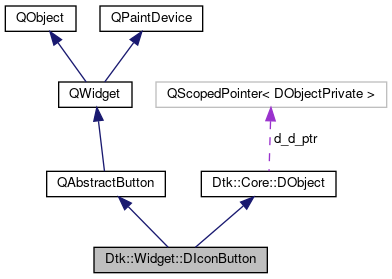 QObject
QPaintDevice
QWidget
QScopedPointer< DObjectPrivate >
d_d_ptr
QAbstractButton
Dtk::Core::DObject
Dtk::Widget::DIconButton